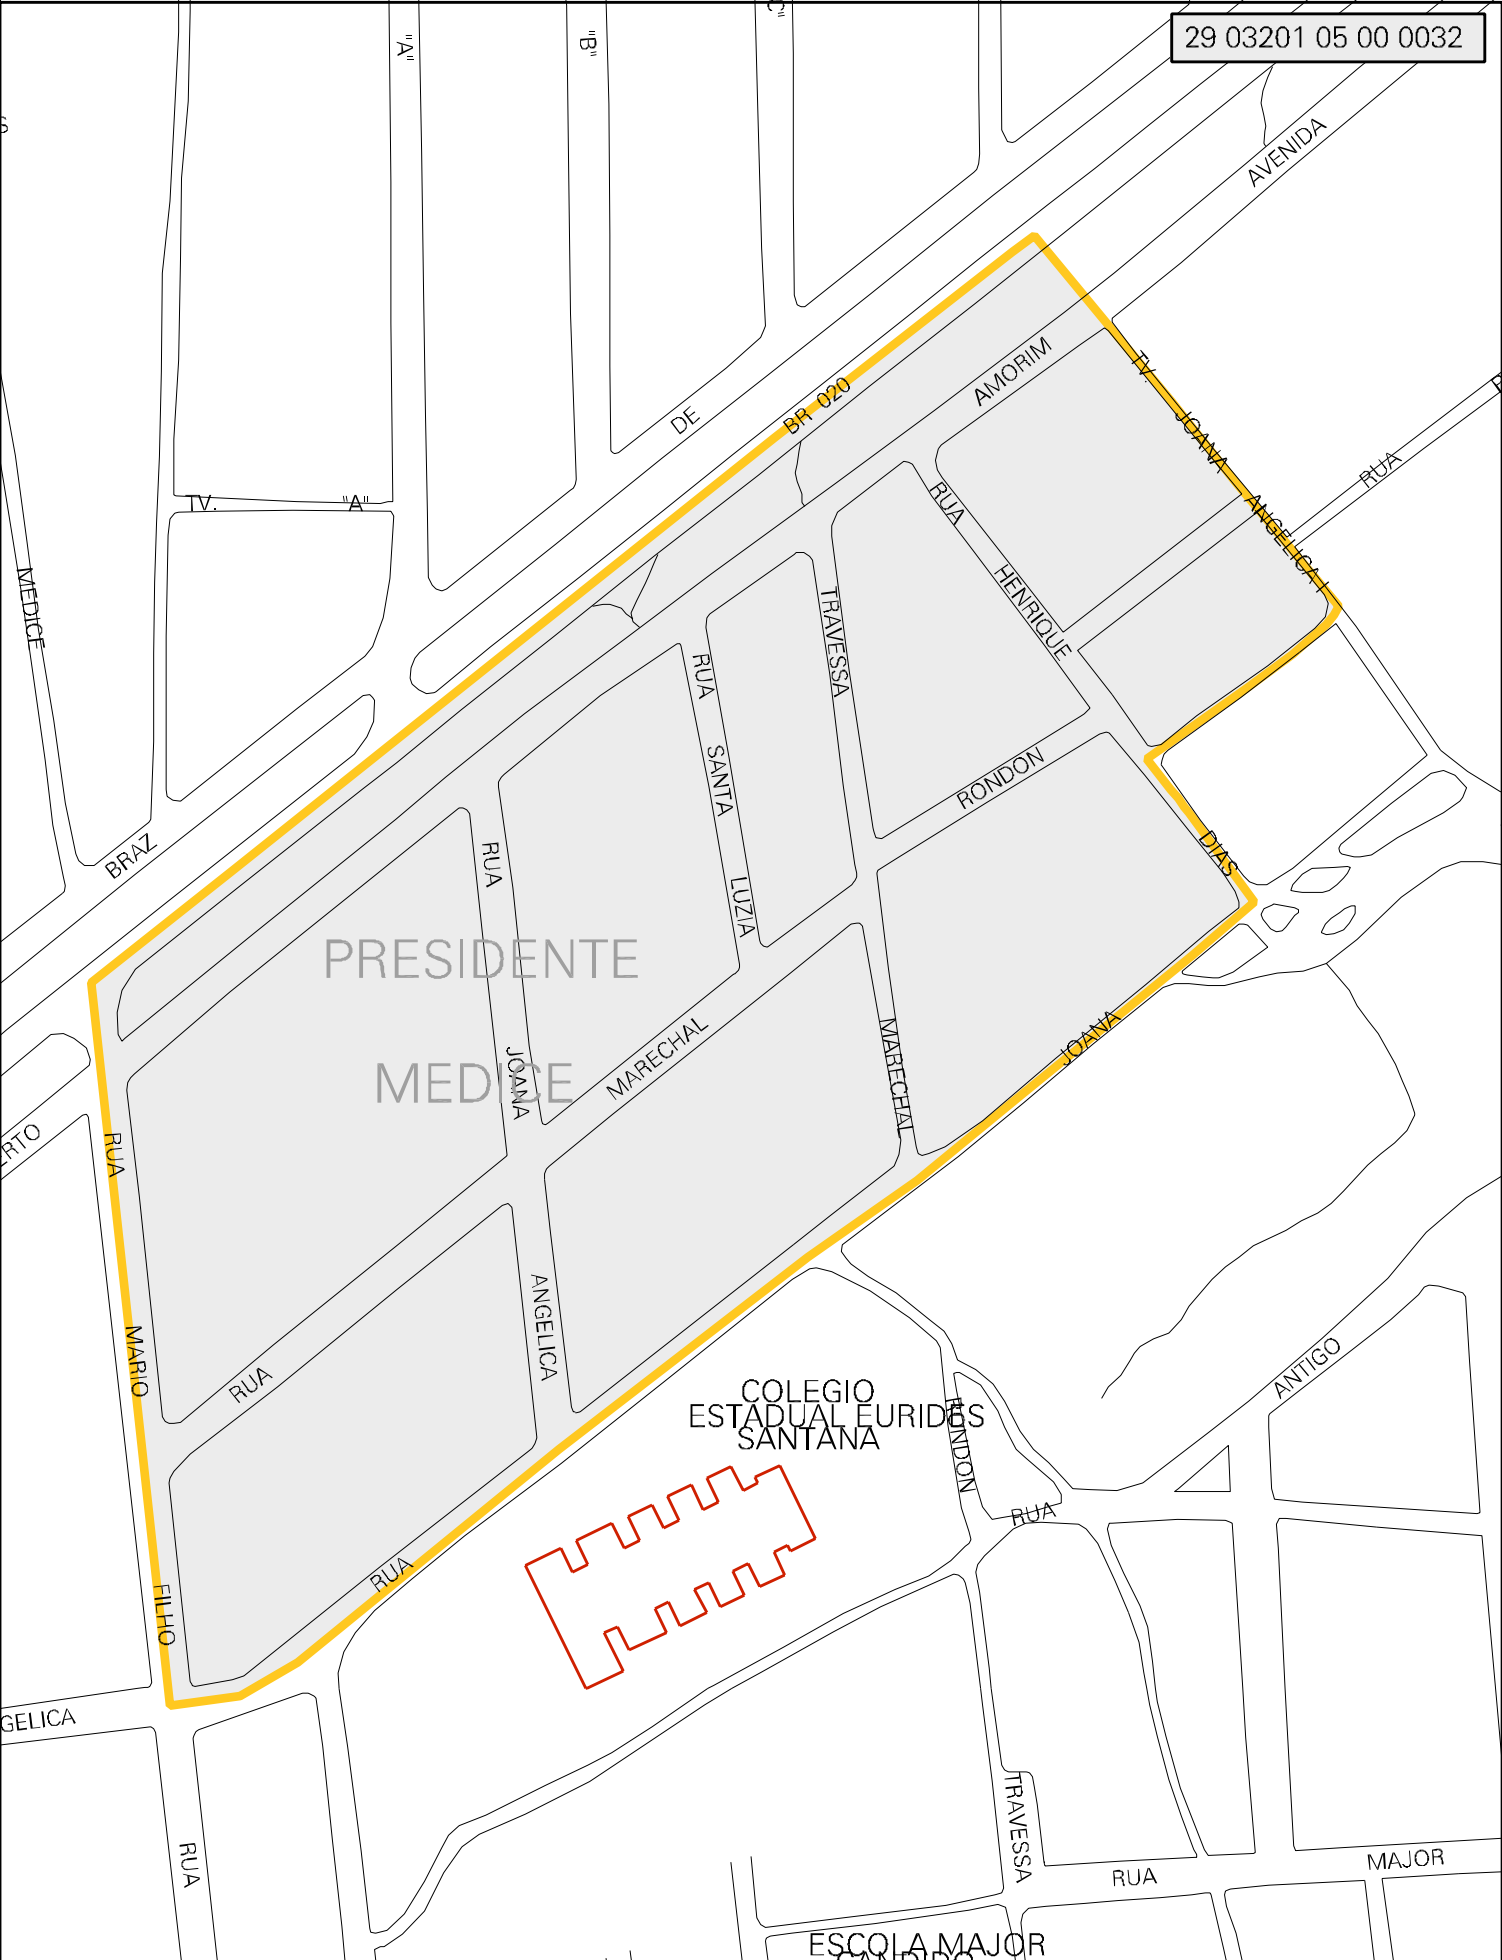 "A"
"B"
"C"
29 03201 05 00 0032
AVENIDA
AMORIM
BR 020
DE
TV. JOANA ANGELICA I
RUA
TV. "A"
MEDICE
RUA HENRIQUE DIAS
TRAVESSA MARECHAL RONDON
RUA SANTA LUZIA
BRAZ
RUA JOANA ANGELICA
RUA MARECHAL RONDON
PRESIDENTE
MEDICE
RUA MARIO FILHO
ERTO
RUA JOANA
GELICA
COLEGIO
ESTADUAL EURIDES
SANTANA
RUA ANTIGO
RUA
TRAVESSA
RUA MAJOR
ESCOLA MAJOR
CANDIDO